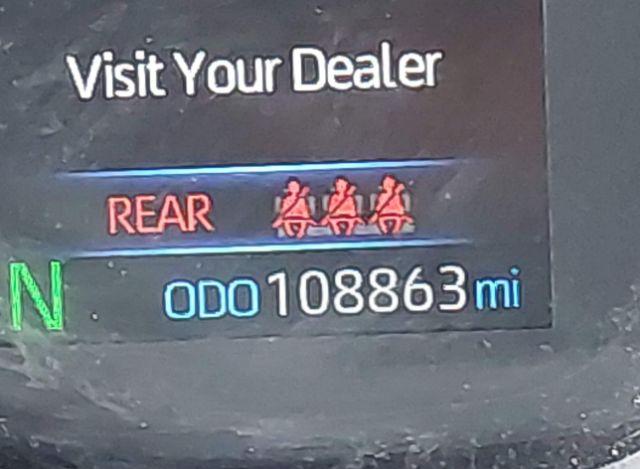 Visit Your Dealer
REAR
N
ODO 108863 mi